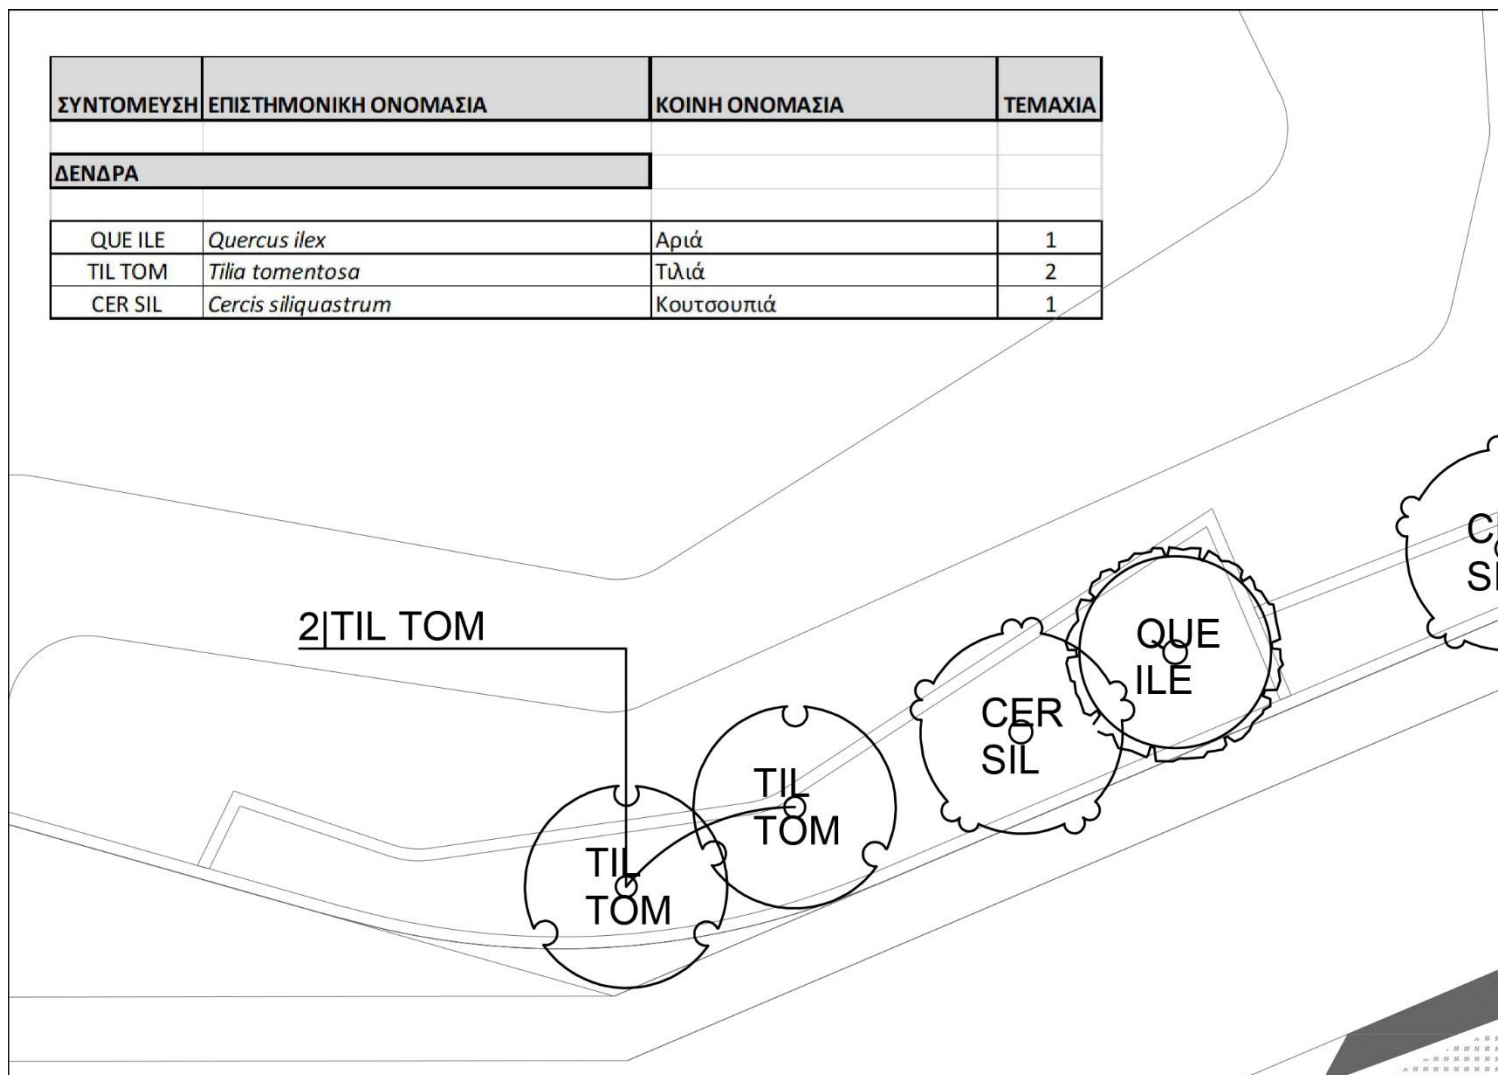 ΣΥΝΤΟΜΕΥΣΗ ΕΠΙΣΤΗΜΟΝΙΚΗ ΟΝΟΜΑΣΙΑ ΚΟΙΝΗ ΟΝΟΜΑΣΙΑ ΤΕΜΑΧΙΑ
ΔΕΝΔΡΑ
QUE ILE Quercus ilex Αριά 1
TIL TOM Tilia tomentosa Τιλιά 2
CER SIL Cercis siliquastrum Κουτσουπιά 1
2|TIL TOM
TIL
TOM
TIL
TOM
CER
SIL
QUE
ILE